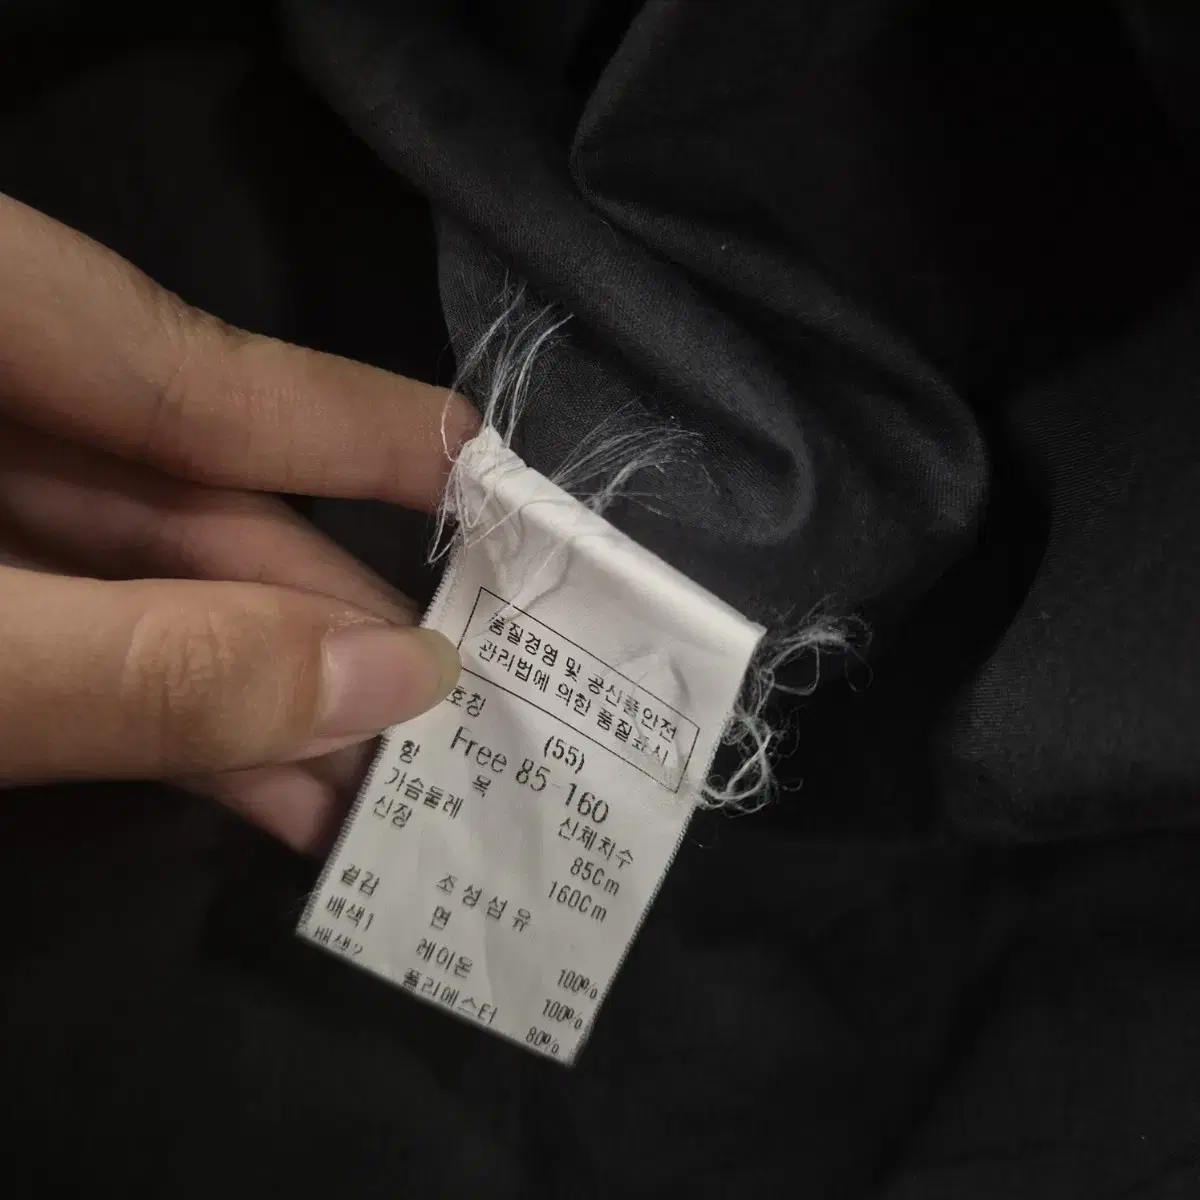 품질경영 및 공산품안전
관리법에 의한 품질표시
호칭 (55)
Free 85-160
항 목 신체치수
가슴둘레 85Cm
신장 160Cm
조성섬유
겉감 면 100%
배색1 레이온 100%
배색2 폴리에스터 80%